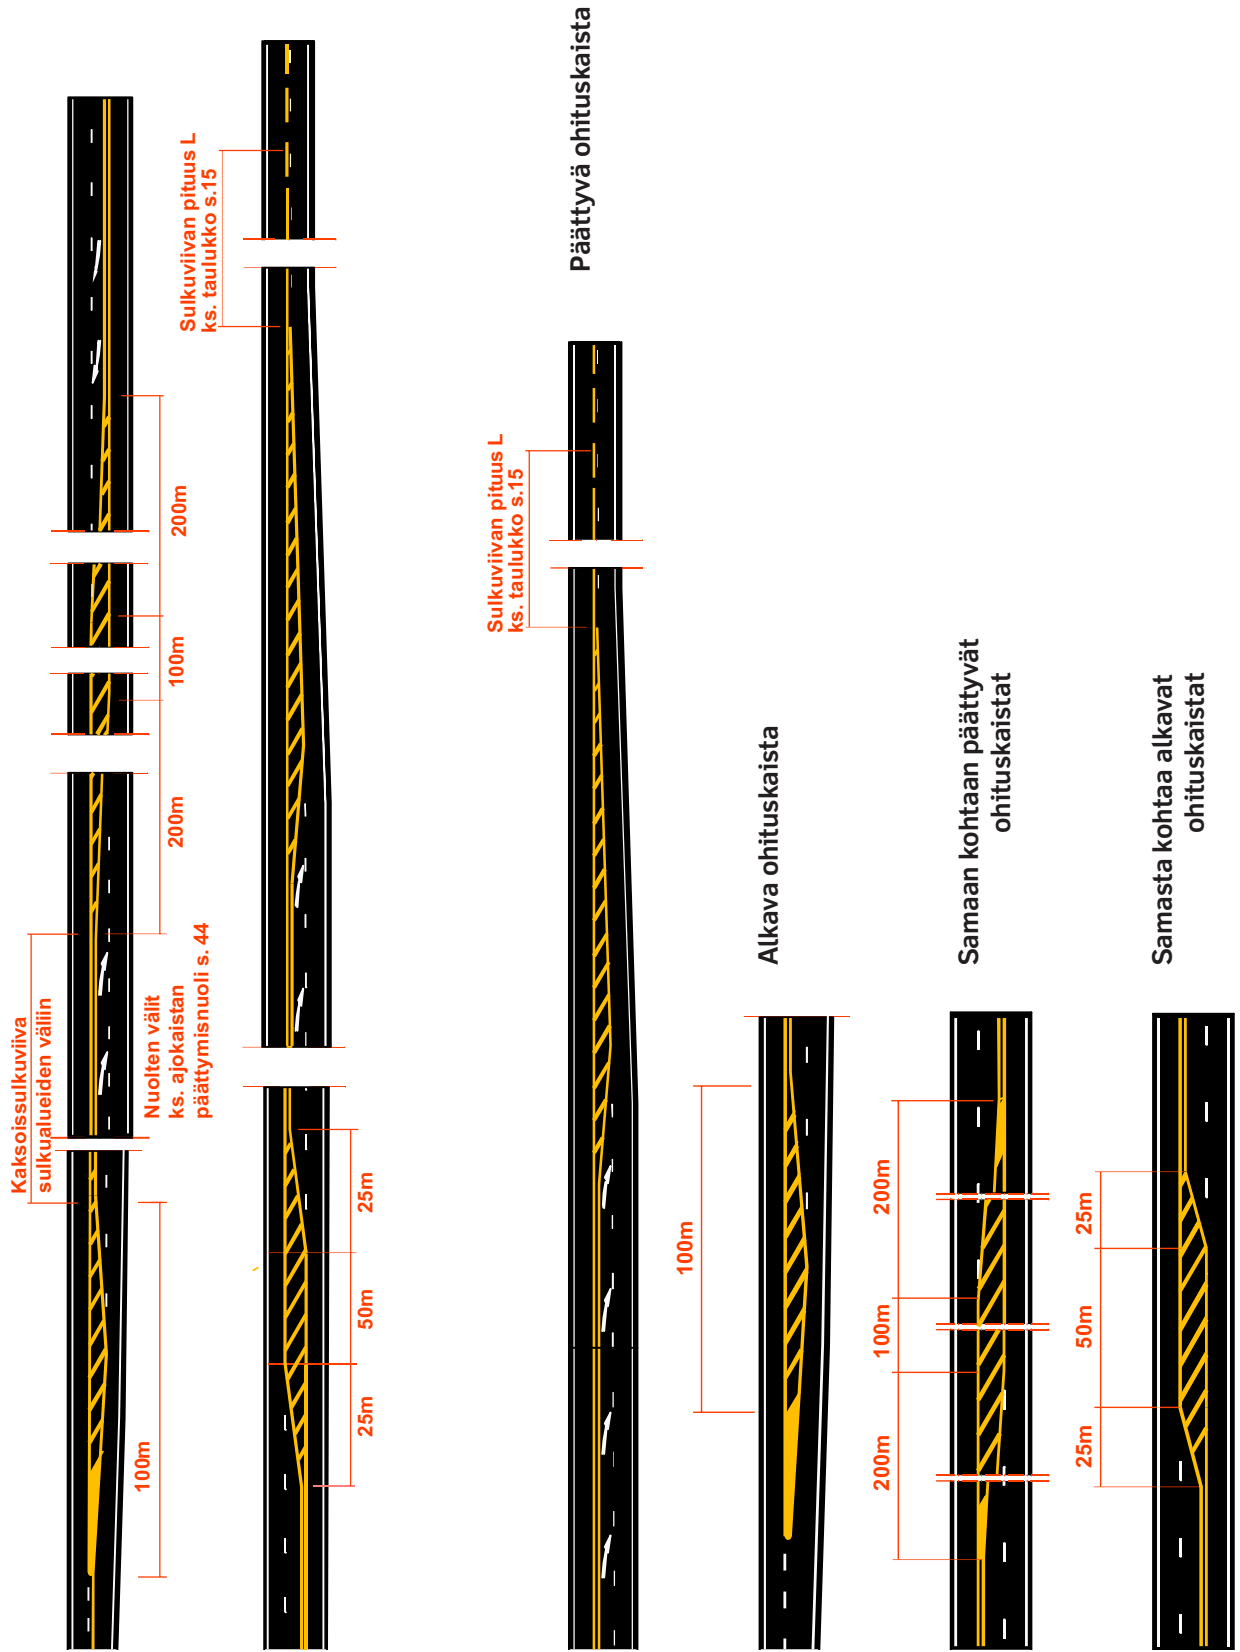 Kaksoissulkuviiva
sulkualueiden väliin
100m
Nuolten välit
ks. ajokaistan
päättymisnuoli s. 44
200m
100m
200m
Sulkuviivan pituus L
ks. taulukko s.15
25m
50m
25m
Päättyvä ohituskaista
Sulkuviivan pituus L
ks. taulukko s.15
Alkava ohituskaista
100m
Samaan kohtaan päättyvät
ohituskaistat
200m
100m
200m
Samasta kohtaa alkavat
ohituskaistat
25m
50m
25m